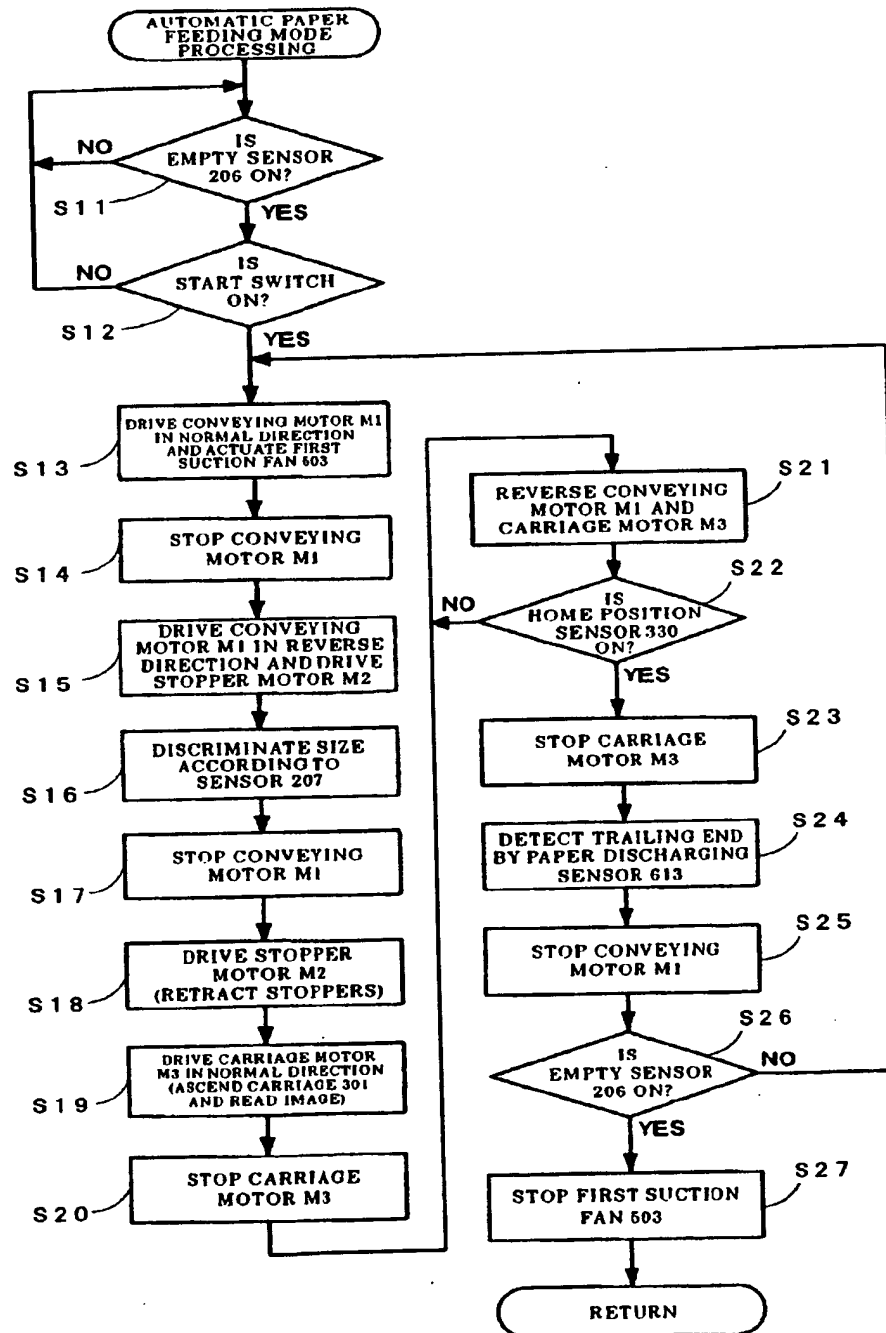 AUTOMATIC PAPER
FEEDING MODE
PROCESSING
IS
EMPTY SENSOR
206 ON?
NO
S11
YES
IS
START SWITCH
ON?
NO
S12
YES
DRIVE CONVEYING MOTOR M1
IN NORMAL DIRECTION
AND ACTUATE FIRST
SUCTION FAN 503
S13
STOP CONVEYING
MOTOR M1
S14
DRIVE CONVEYING
MOTOR M1 IN REVERSE
DIRECTION AND DRIVE
STOPPER MOTOR M2
S15
DISCRIMINATE SIZE
ACCORDING TO
SENSOR 207
S16
STOP CONVEYING
MOTOR M1
S17
DRIVE STOPPER
MOTOR M2
(RETRACT STOPPERS)
S18
DRIVE CARRIAGE MOTOR
M3 IN NORMAL DIRECTION
(ASCEND CARRIAGE 301
AND READ IMAGE)
S19
STOP CARRIAGE
MOTOR M3
S20
S21
REVERSE CONVEYING
MOTOR M1 AND
CARRIAGE MOTOR M3
S22
IS
HOME POSITION
SENSOR 330
ON?
NO
YES
S23
STOP CARRIAGE
MOTOR M3
S24
DETECT TRAILING END
BY PAPER DISCHARGING
SENSOR 613
S25
STOP CONVEYING
MOTOR M1
S26
IS
EMPTY SENSOR
206 ON?
NO
YES
S27
STOP FIRST SUCTION
FAN 503
RETURN